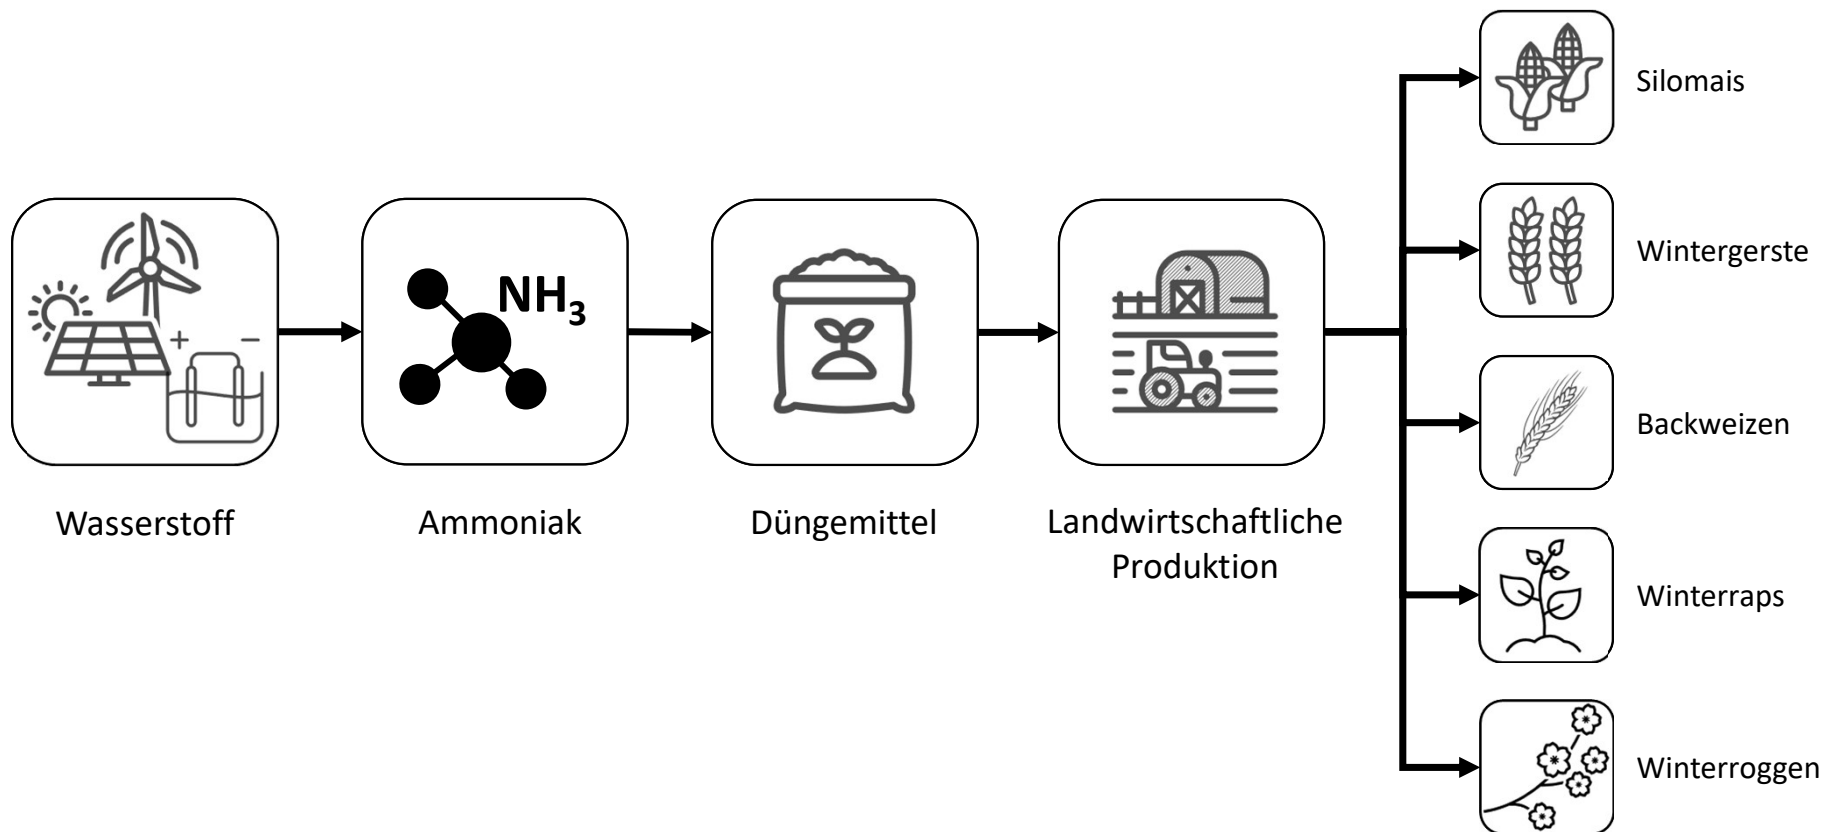 NH₃
+ −
Wasserstoff
Ammoniak
Düngemittel
Landwirtschaftliche
Produktion
Silomais
Wintergerste
Backweizen
Winterraps
Winterroggen